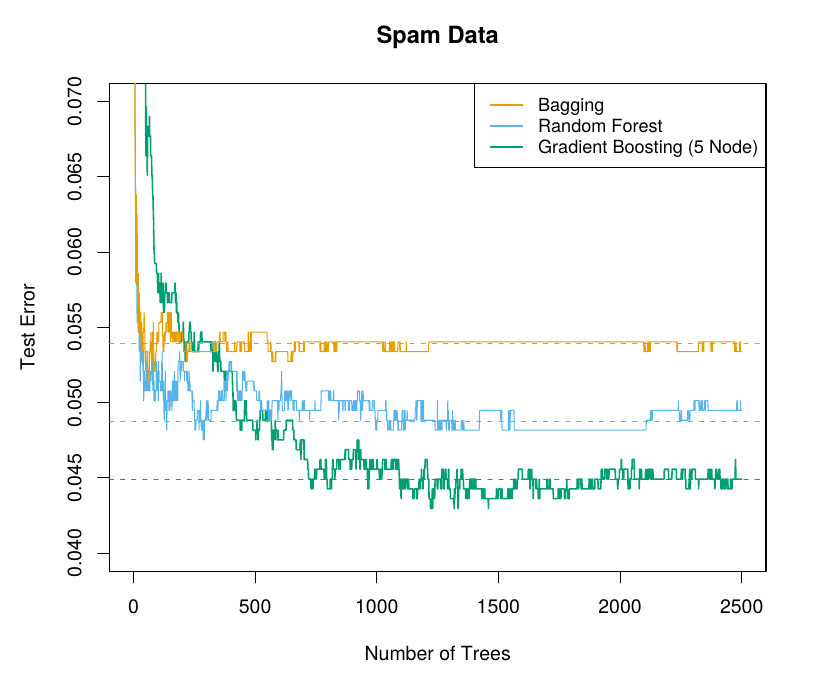 Spam Data
Bagging
Random Forest
Gradient Boosting (5 Node)
Test Error
0.070
0.065
0.060
0.055
0.050
0.045
0.040
0 500 1000 1500 2000 2500
Number of Trees